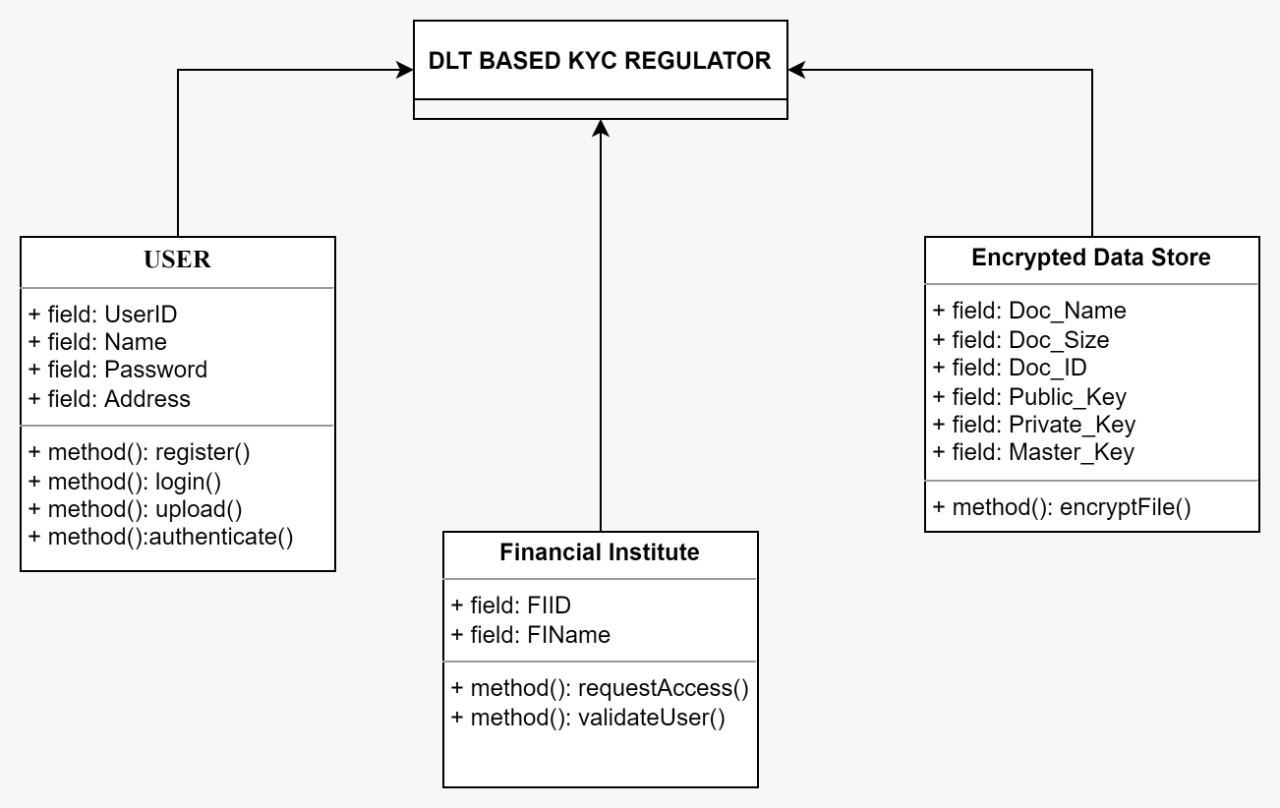 DLT BASED KYC REGULATOR
USER
+ field: UserID
+ field: Name
+ field: Password
+ field: Address
+ method(): register()
+ method(): login()
+ method(): upload()
+ method():authenticate()
Financial Institute
+ field: FIID
+ field: FIName
+ method(): requestAccess()
+ method(): validateUser()
Encrypted Data Store
+ field: Doc_Name
+ field: Doc_Size
+ field: Doc_ID
+ field: Public_Key
+ field: Private_Key
+ field: Master_Key
+ method(): encryptFile()